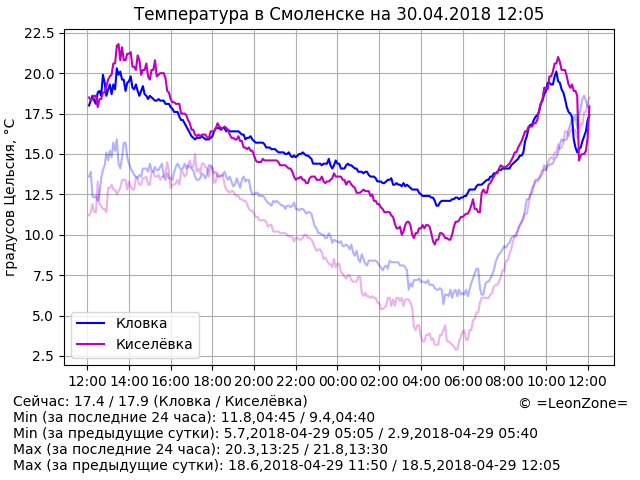 Температура в Смоленске на 30.04.2018 12:05
градусов Цельсия, °C
22.5
20.0
17.5
15.0
12.5
10.0
7.5
5.0
2.5
Кловка
Киселёвка
12:00 14:00 16:00 18:00 20:00 22:00 00:00 02:00 04:00 06:00 08:00 10:00 12:00
Сейчас: 17.4 / 17.9 (Кловка / Киселёвка)
© =LeonZone=
Min (за последние 24 часа): 11.8,04:45 / 9.4,04:40
Min (за предыдущие сутки): 5.7,2018-04-29 05:05 / 2.9,2018-04-29 05:40
Max (за последние 24 часа): 20.3,13:25 / 21.8,13:30
Max (за предыдущие сутки): 18.6,2018-04-29 11:50 / 18.5,2018-04-29 12:05